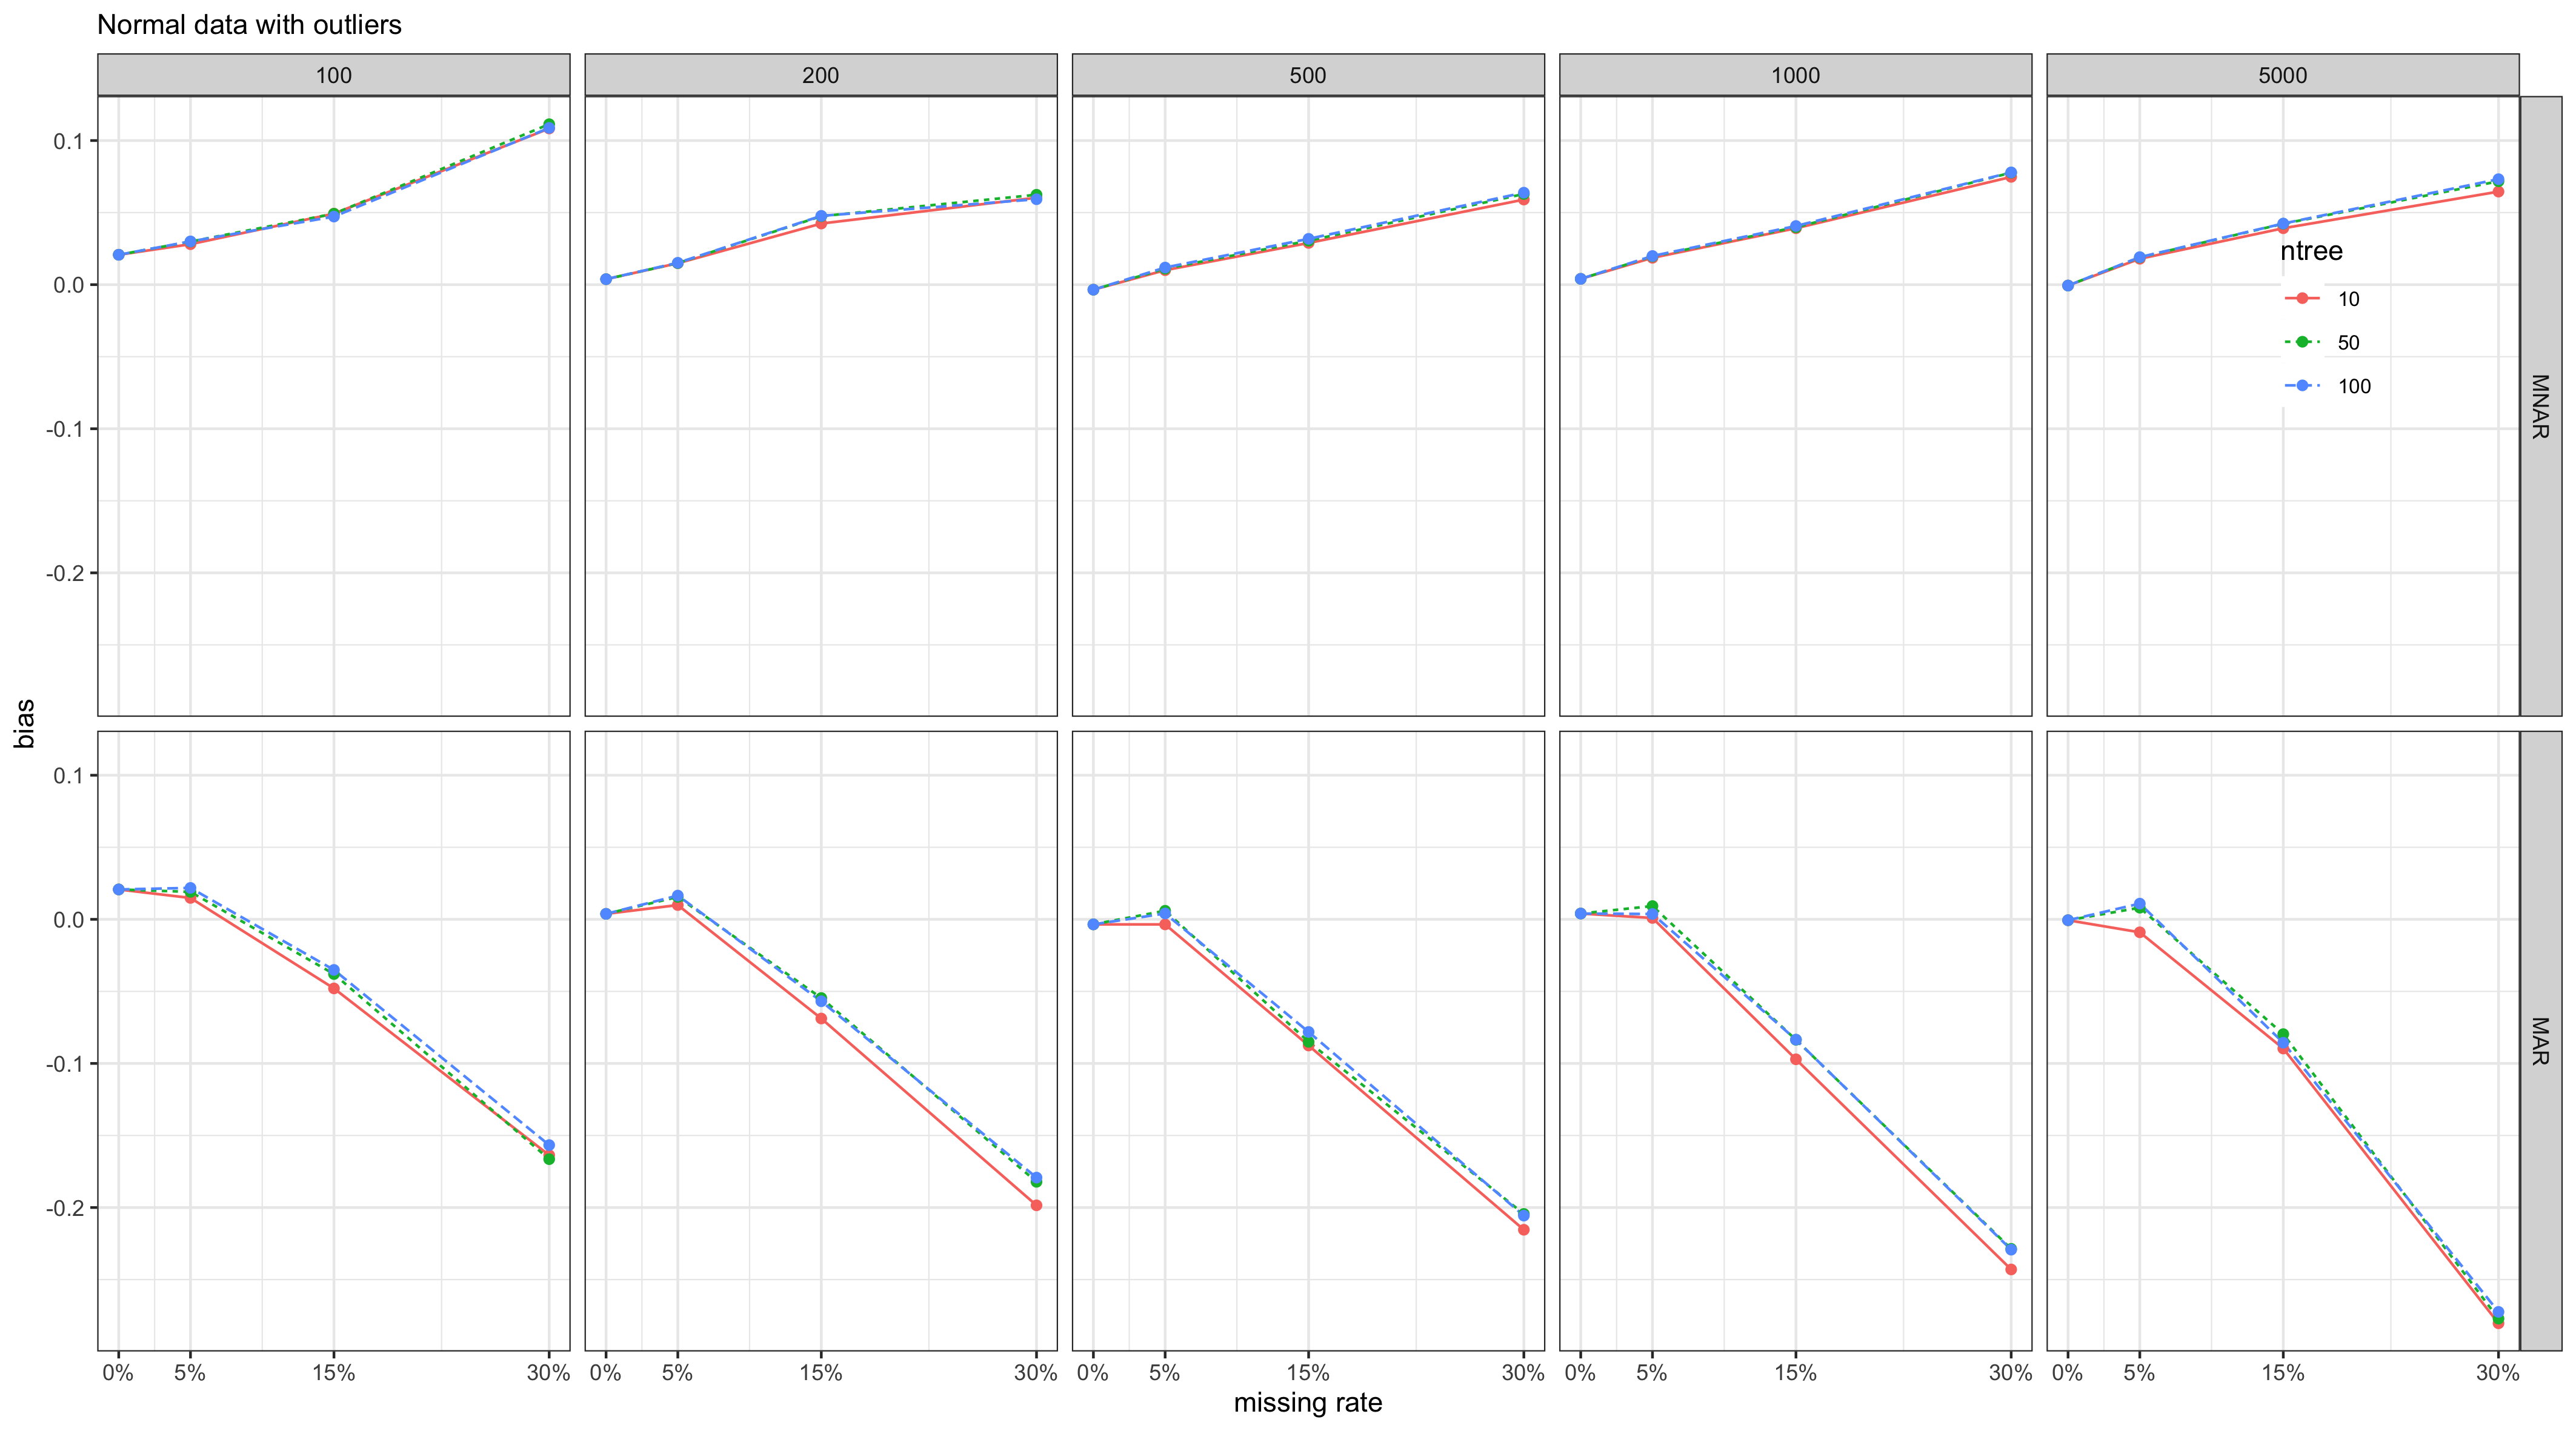 Normal data with outliers
100 200 500 1000 5000
0.1
0.0
-0.1
-0.2
MNAR
ntree
10
50
100
bias
0.1
0.0
-0.1
-0.2
MAR
0% 5% 15% 30% 0% 5% 15% 30% 0% 5% 15% 30% 0% 5% 15% 30% 0% 5% 15% 30%
missing rate